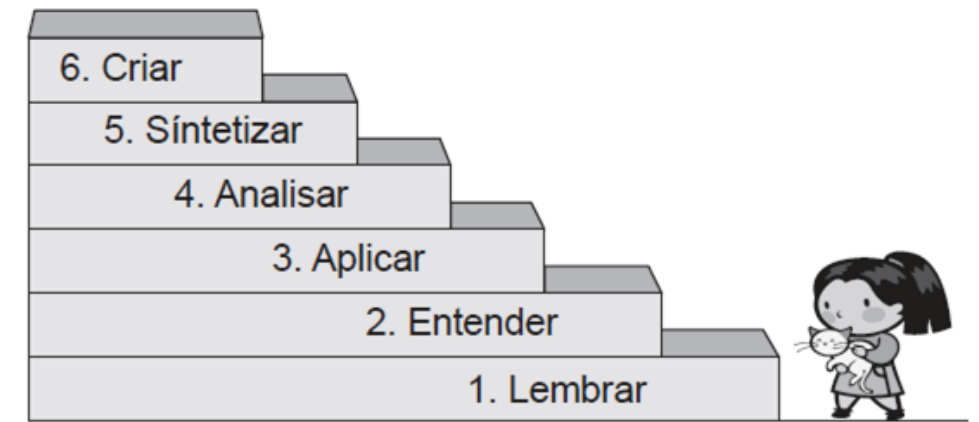 6. Criar
5. Síntetizar
4. Analisar
3. Aplicar
2. Entender
1. Lembrar